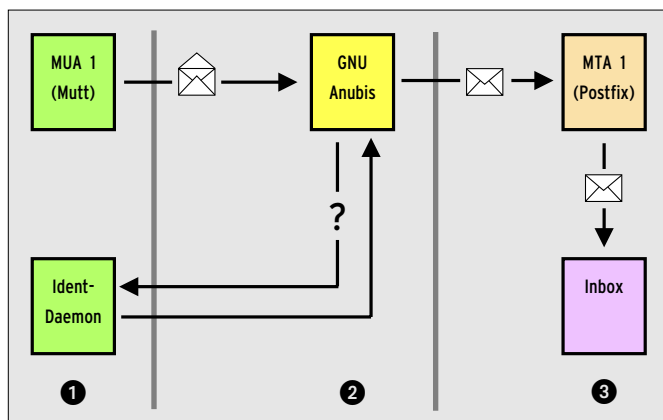 MUA 1
(Mutt)
GNU
Anubis
MTA 1
(Postfix)
?
Ident-
Daemon
Inbox
1
2
3